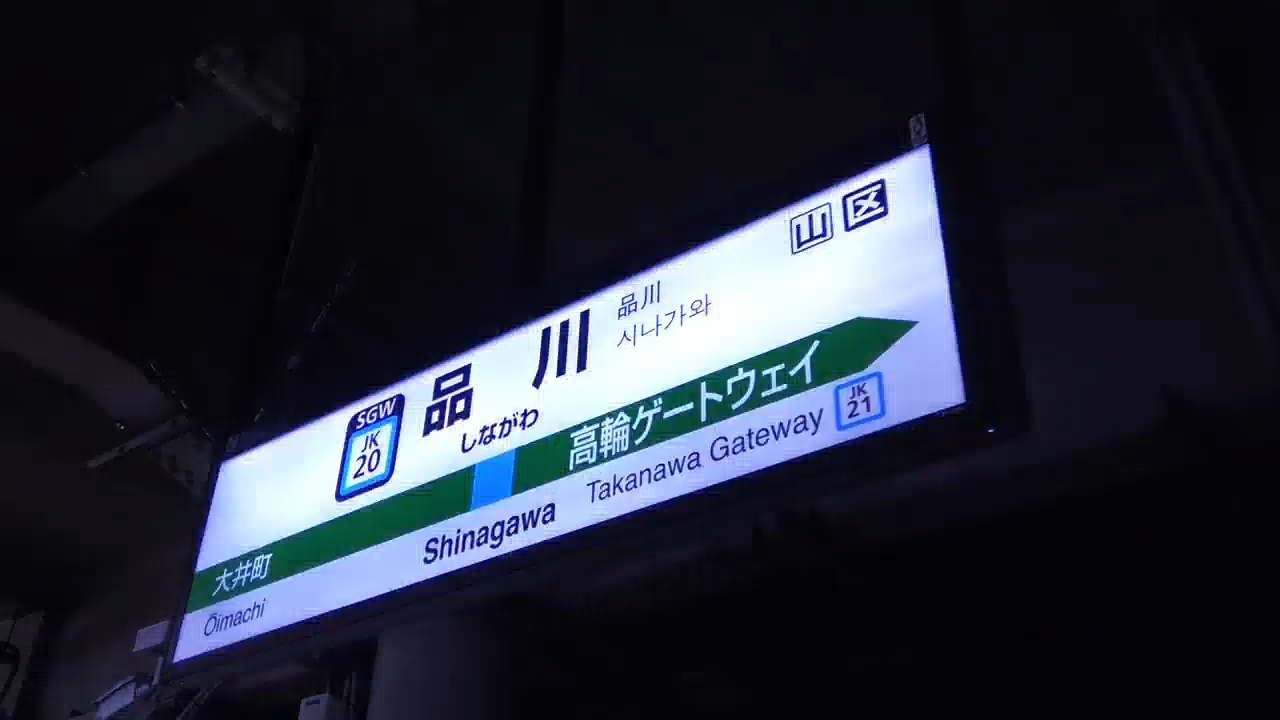 山 区
品川
시나가와
SGW
JK
20
品 川
しながわ
高輪ゲートウェイ
JK
21
Takanawa Gateway
Shinagawa
大井町
Ōimachi